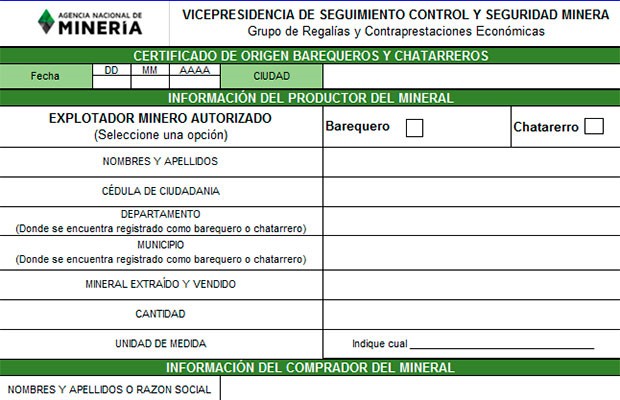 AGENCIA NACIONAL DE
MINERÍA
VICEPRESIDENCIA DE SEGUIMIENTO CONTROL Y SEGURIDAD MINERA
Grupo de Regalías y Contraprestaciones Económicas
CERTIFICADO DE ORIGEN BAREQUEROS Y CHATARREROS
Fecha DD MM AAAA CIUDAD
INFORMACIÓN DEL PRODUCTOR DEL MINERAL
EXPLOTADOR MINERO AUTORIZADO
(Seleccione una opción)
Barequero Chatarerro
NOMBRES Y APELLIDOS
CÉDULA DE CIUDADANIA
DEPARTAMENTO
(Donde se encuentra registrado como barequero o chatarrero)
MUNICIPIO
(Donde se encuentra registrado como barequero o chatarrero)
MINERAL EXTRAÍDO Y VENDIDO
CANTIDAD
UNIDAD DE MEDIDA Indique cual ____________________
INFORMACIÓN DEL COMPRADOR DEL MINERAL
NOMBRES Y APELLIDOS O RAZON SOCIAL